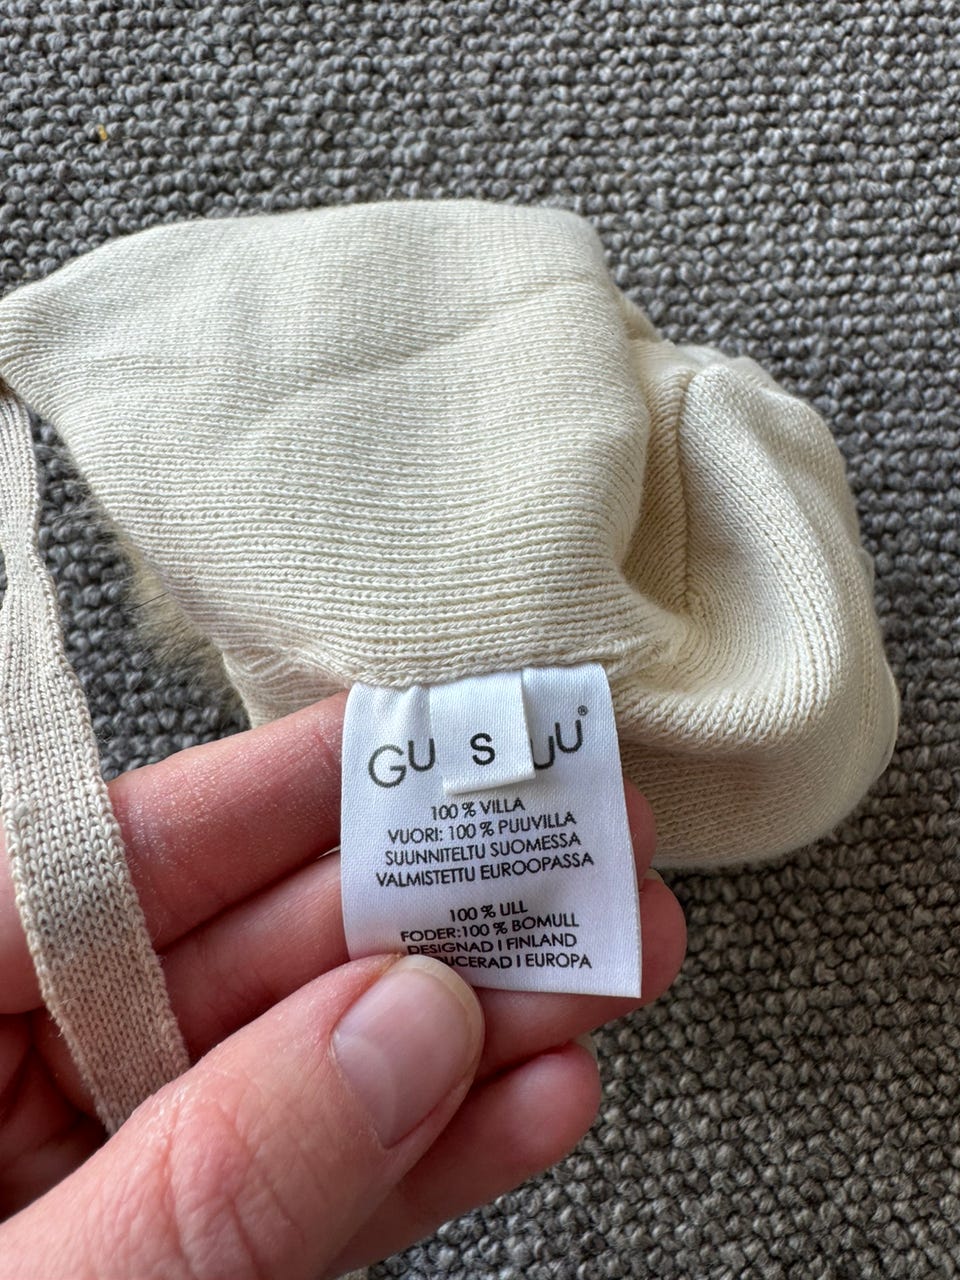 GU S UU®
100 % VILLA
VUORI: 100 % PUUVILLA
SUUNNITELTU SUOMESSA
VALMISTETTU EUROOPASSA
100 % ULL
FODER:100 % BOMULL
DESIGNAD I FINLAND
UCERAD I EUROPA